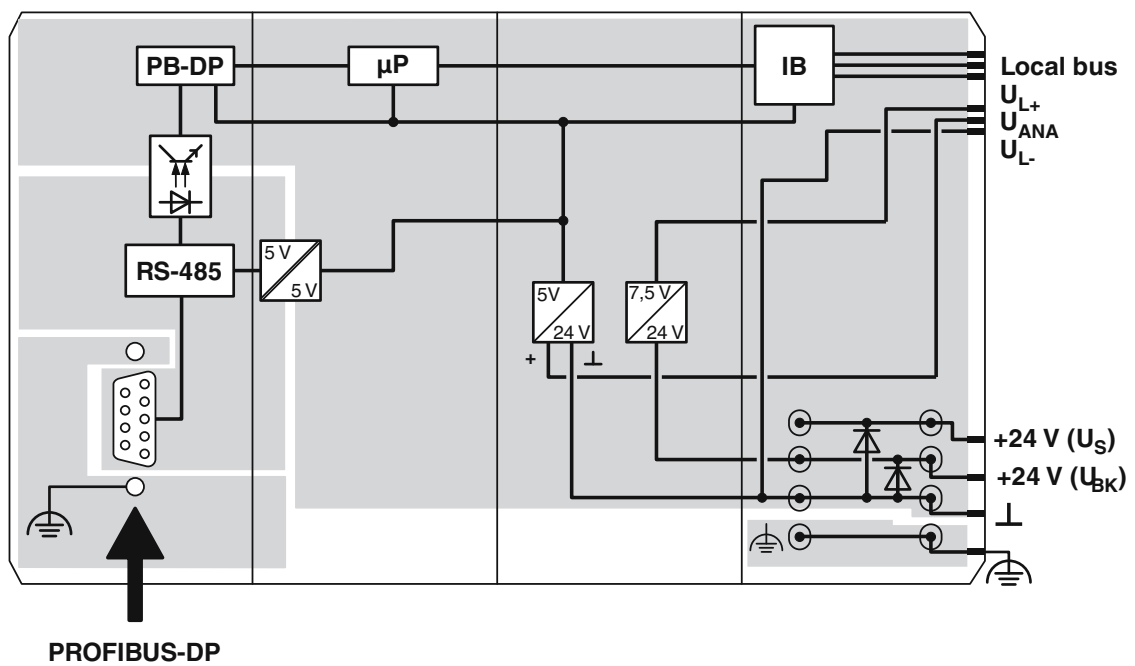 PB-DP
µP
IB
Local bus
UL+
UANA
UL-
RS-485
5 V
5 V
5V
24 V
7,5 V
24 V
+
+24 V (US)
+24 V (UBK)
PROFIBUS-DP